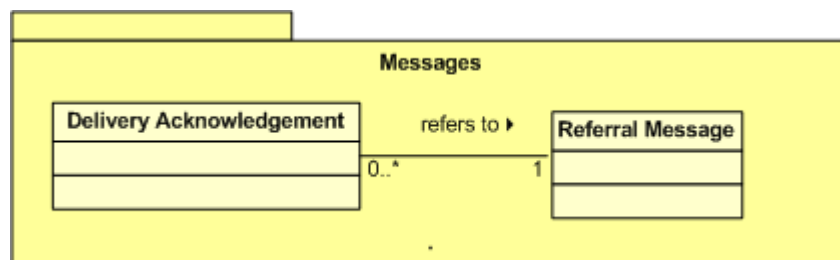 Messages
Delivery Acknowledgement
refers to
Referral Message
0..*
1